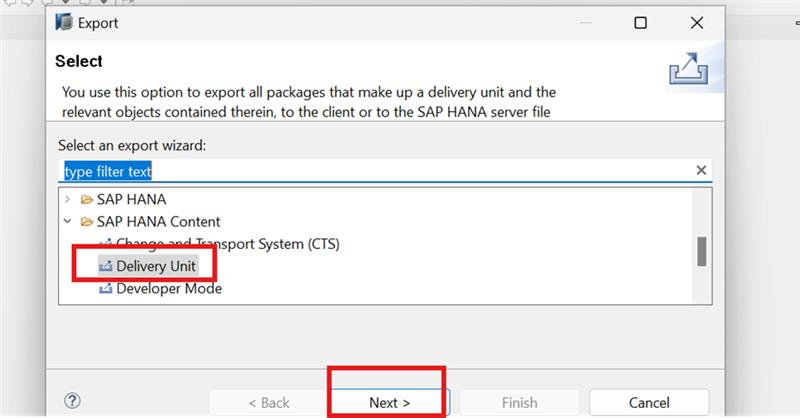 Export
Select
You use this option to export all packages that make up a delivery unit and the
relevant objects contained therein, to the client or to the SAP HANA server file
Select an export wizard:
type filter text
SAP HANA
SAP HANA Content
Change and Transport System (CTS)
Delivery Unit
Developer Mode
< Back
Next >
Finish
Cancel